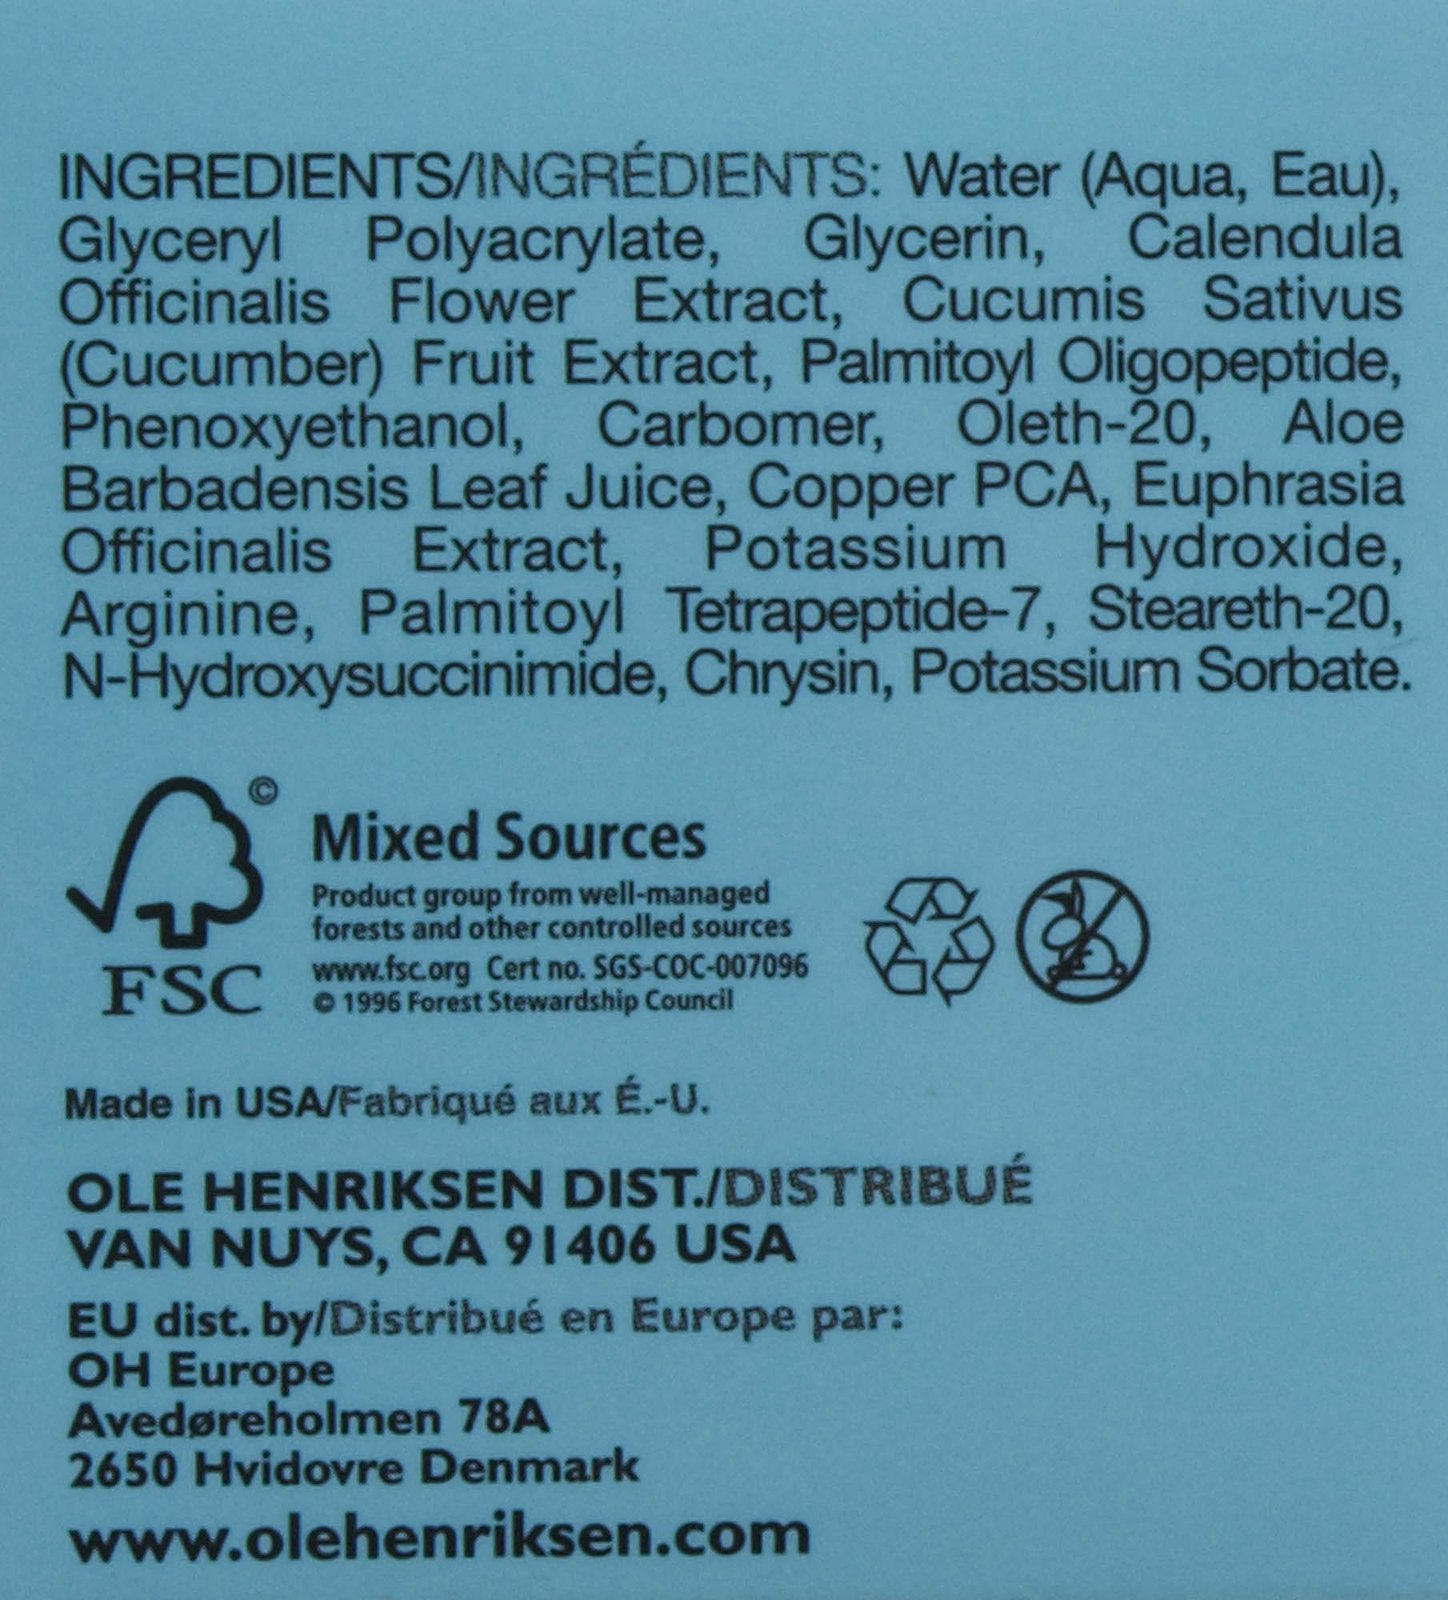 INGREDIENTS/INGRÉDIENTS: Water (Aqua, Eau),
Glyceryl Polyacrylate, Glycerin, Calendula
Officinalis Flower Extract, Cucumis Sativus
(Cucumber) Fruit Extract, Palmitoyl Oligopeptide,
Phenoxyethanol, Carbomer, Oleth-20, Aloe
Barbadensis Leaf Juice, Copper PCA, Euphrasia
Officinalis Extract, Potassium Hydroxide,
Arginine, Palmitoyl Tetrapeptide-7, Steareth-20,
N-Hydroxysuccinimide, Chrysin, Potassium Sorbate.
©
FSC
Mixed Sources
Product group from well-managed
forests and other controlled sources
www.fsc.org Cert no. SGS-COC-007096
© 1996 Forest Stewardship Council
Made in USA/Fabriqué aux É.-U.
OLE HENRIKSEN DIST./DISTRIBUÉ
VAN NUYS, CA 91406 USA
EU dist. by/Distribué en Europe par:
OH Europe
Avedøreholmen 78A
2650 Hvidovre Denmark
www.olehenriksen.com